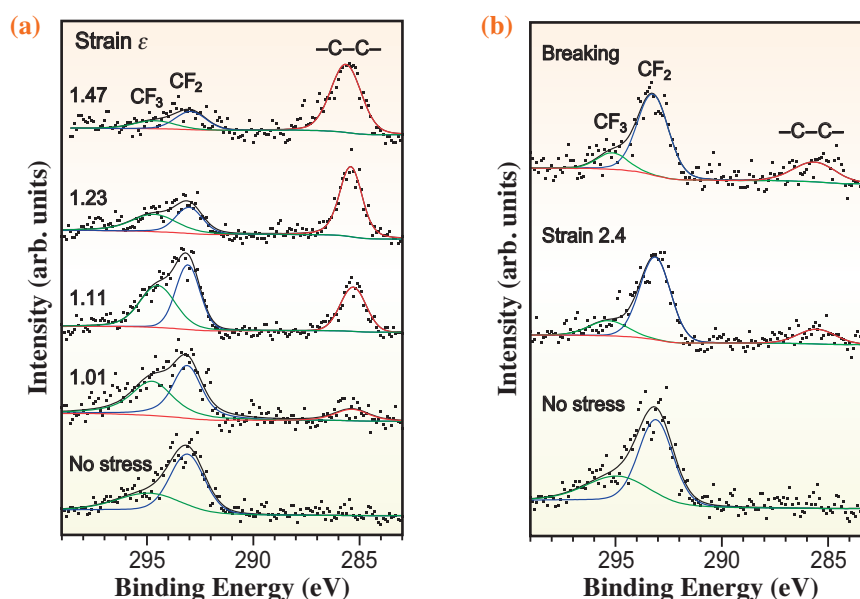 (a)
Strain ε
–C–C–
CF₂
CF₃
1.47
1.23
1.11
1.01
No stress
Intensity (arb. units)
295
290
285
Binding Energy (eV)
(b)
Breaking
CF₂
CF₃
–C–C–
Strain 2.4
No stress
Intensity (arb. units)
295
290
285
Binding Energy (eV)